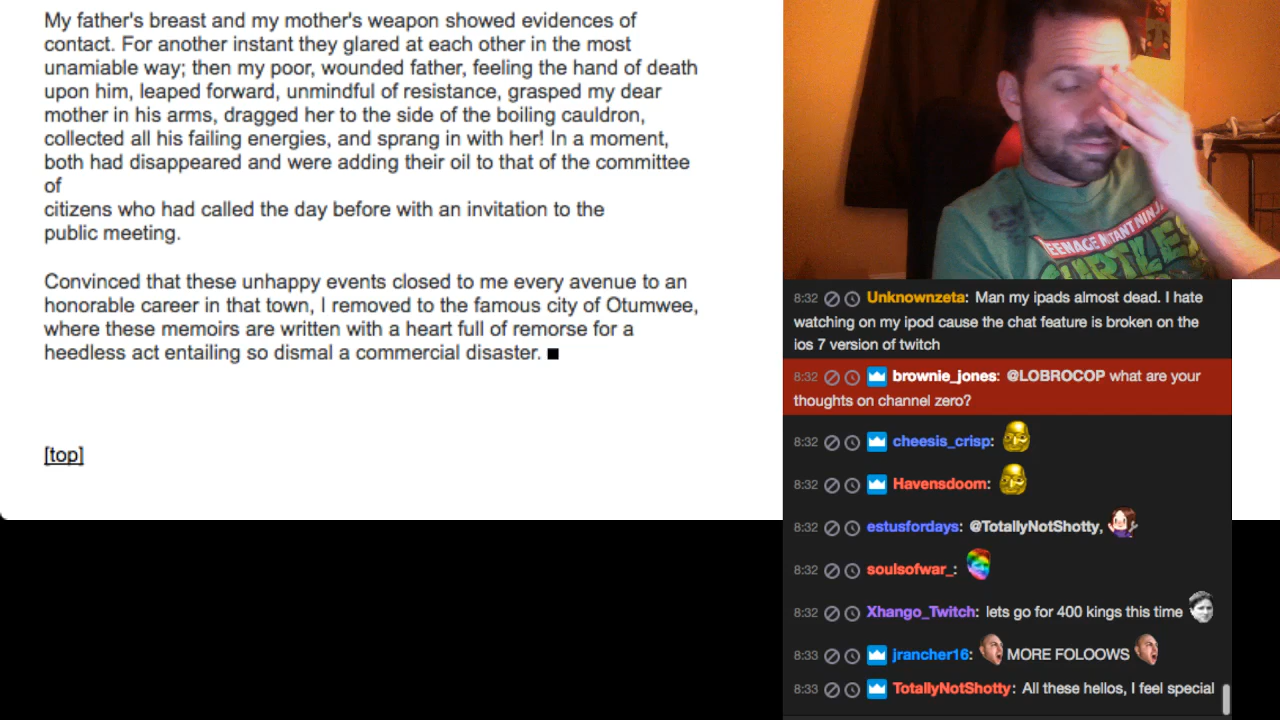 My father's breast and my mother's weapon showed evidences of
contact. For another instant they glared at each other in the most
unamiable way; then my poor, wounded father, feeling the hand of death
upon him, leaped forward, unmindful of resistance, grasped my dear
mother in his arms, dragged her to the side of the boiling cauldron,
collected all his failing energies, and sprang in with her! In a moment,
both had disappeared and were adding their oil to that of the committee
of
citizens who had called the day before with an invitation to the
public meeting.
Convinced that these unhappy events closed to me every avenue to an
honorable career in that town, I removed to the famous city of Otumwee,
where these memoirs are written with a heart full of remorse for a
heedless act entailing so dismal a commercial disaster. ■
[top]
TEENAGE MUTANT NINJA
TURTLES
8:32 Unknownzeta: Man my ipads almost dead. I hate
watching on my ipod cause the chat feature is broken on the
ios 7 version of twitch
8:32 brownie_jones: @LOBROCOP what are your
thoughts on channel zero?
8:32 cheesis_crisp:
8:32 Havensdoom:
8:32 estusfordays: @TotallyNotShotty,
8:32 soulsofwar_:
8:32 Xhango_Twitch: lets go for 400 kings this time
8:33 jrancher16: MORE FOLOOWS
8:33 TotallyNotShotty: All these hellos, I feel special